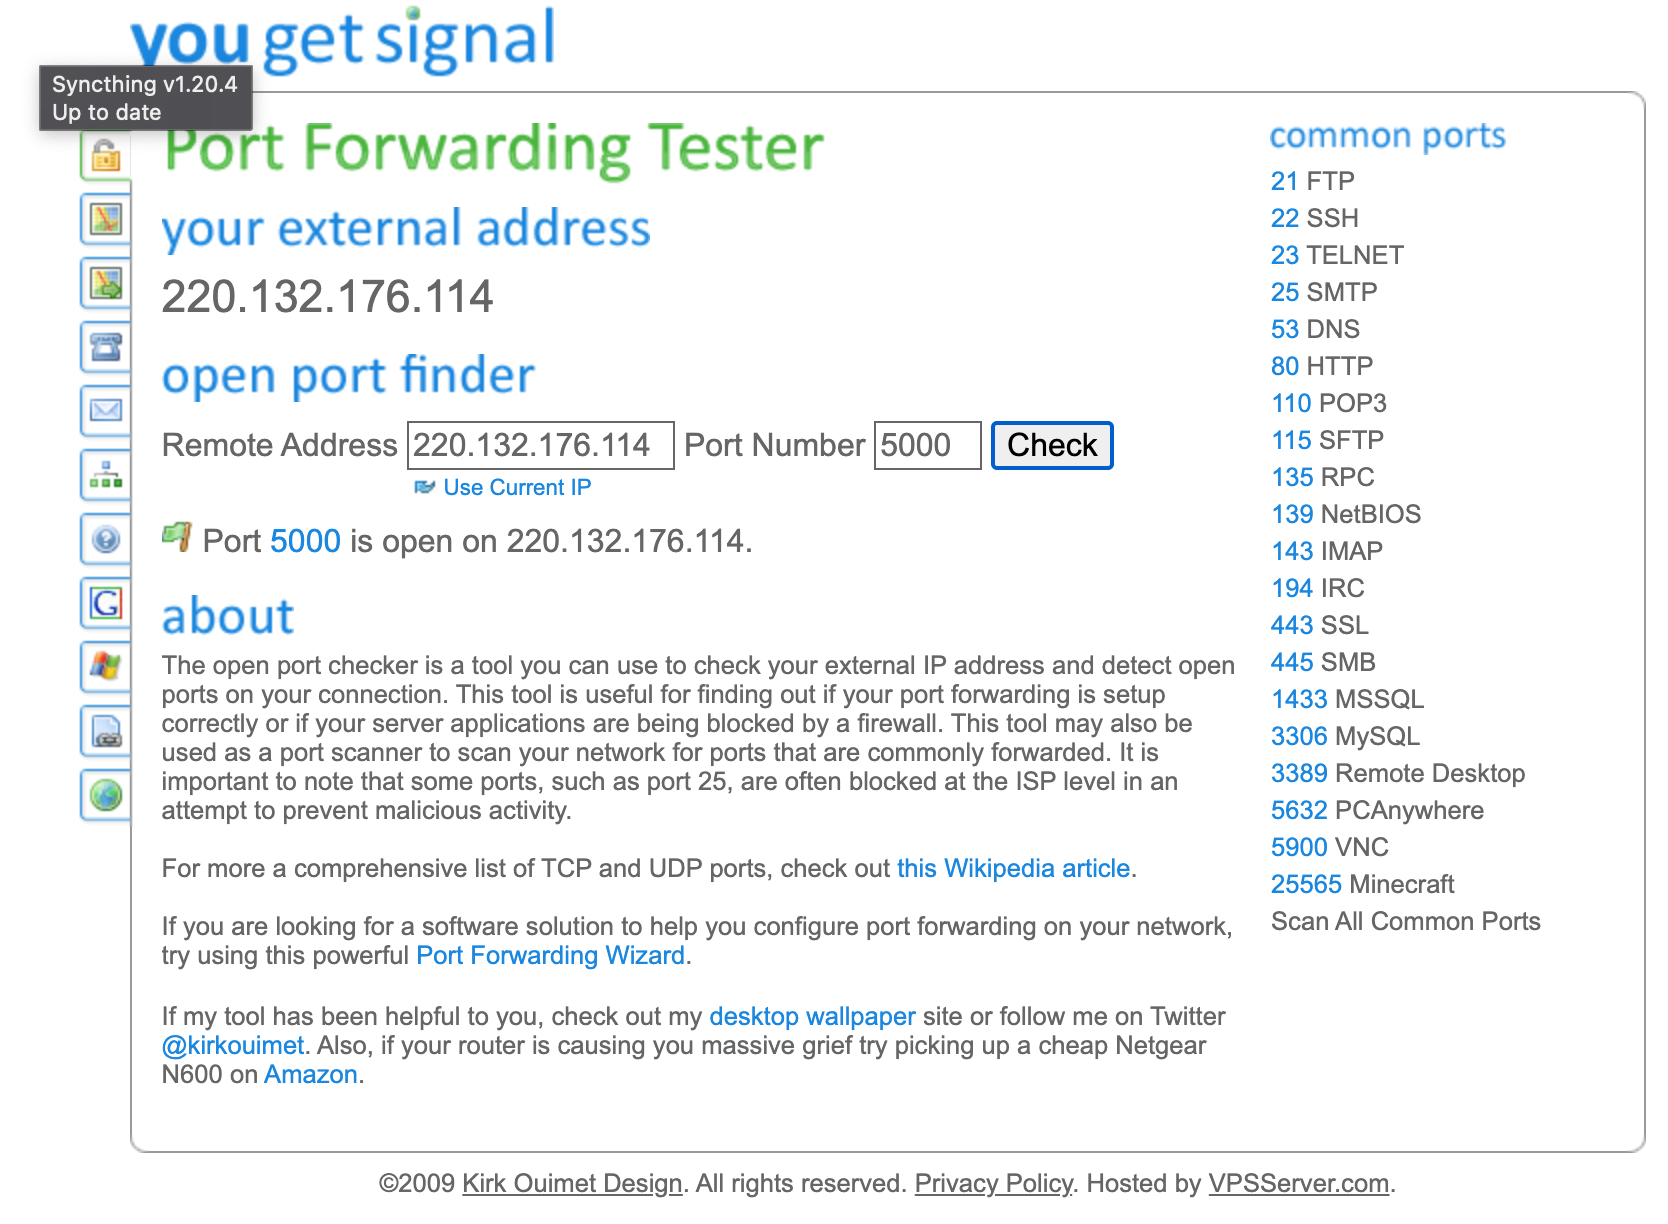 you get signal
Syncthing v1.20.4
Up to date
Port Forwarding Tester
your external address
220.132.176.114
open port finder
Remote Address 220.132.176.114 Port Number 5000 Check
Use Current IP
Port 5000 is open on 220.132.176.114.
about
The open port checker is a tool you can use to check your external IP address and detect open
ports on your connection. This tool is useful for finding out if your port forwarding is setup
correctly or if your server applications are being blocked by a firewall. This tool may also be
used as a port scanner to scan your network for ports that are commonly forwarded. It is
important to note that some ports, such as port 25, are often blocked at the ISP level in an
attempt to prevent malicious activity.
For more a comprehensive list of TCP and UDP ports, check out this Wikipedia article.
If you are looking for a software solution to help you configure port forwarding on your network,
try using this powerful Port Forwarding Wizard.
If my tool has been helpful to you, check out my desktop wallpaper site or follow me on Twitter
@kirkouimet. Also, if your router is causing you massive grief try picking up a cheap Netgear
N600 on Amazon.
common ports
21 FTP
22 SSH
23 TELNET
25 SMTP
53 DNS
80 HTTP
110 POP3
115 SFTP
135 RPC
139 NetBIOS
143 IMAP
194 IRC
443 SSL
445 SMB
1433 MSSQL
3306 MySQL
3389 Remote Desktop
5632 PCAnywhere
5900 VNC
25565 Minecraft
Scan All Common Ports
©2009 Kirk Ouimet Design. All rights reserved. Privacy Policy. Hosted by VPSServer.com.